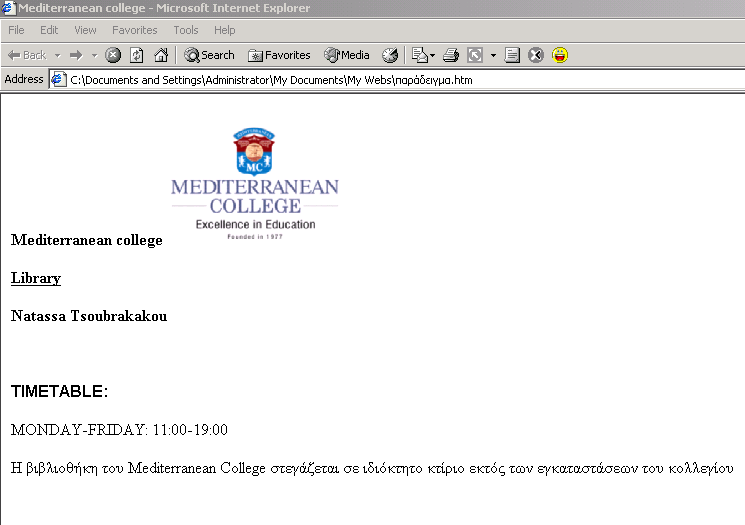 Mediterranean college - Microsoft Internet Explorer
File Edit View Favorites Tools Help
Back Search Favorites Media
Address C:\Documents and Settings\Administrator\My Documents\My Webs\παράδειγμα.htm
MEDITERRANEAN
MC
MEDITERRANEAN
COLLEGE
Excellence in Education
Founded in 1977
Mediterranean college
Library
Natassa Tsoubrakakou
TIMETABLE:
MONDAY-FRIDAY: 11:00-19:00
Η βιβλιοθήκη του Mediterranean College στεγάζεται σε ιδιόκτητο κτίριο εκτός των εγκαταστάσεων του κολλεγίου